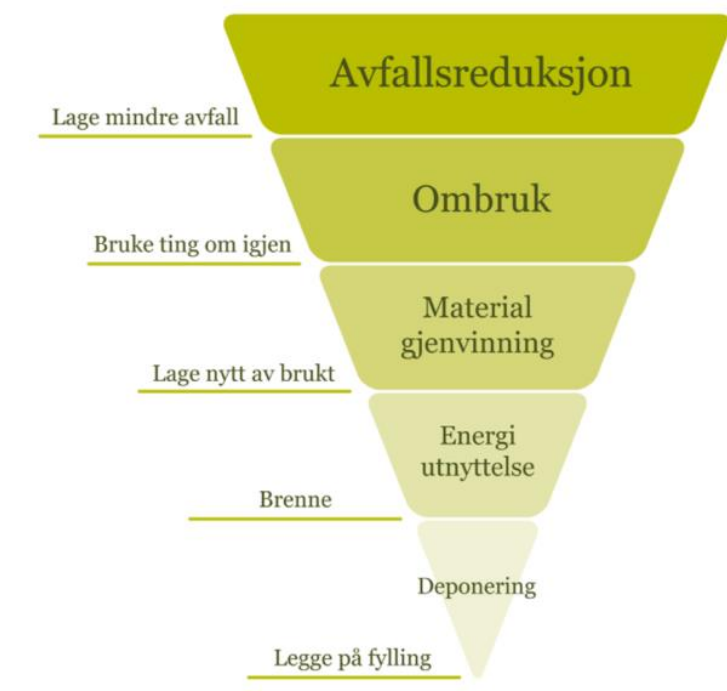 Avfallsreduksjon
Lage mindre avfall
Ombruk
Bruke ting om igjen
Material
gjenvinning
Lage nytt av brukt
Energi
utnyttelse
Brenne
Deponering
Legge på fylling